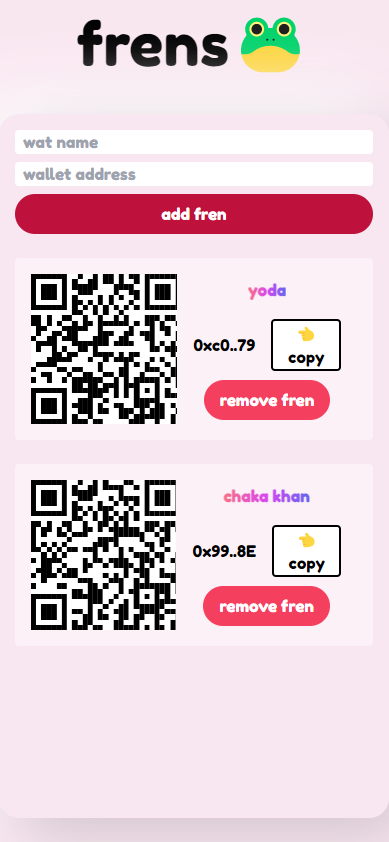 frens 🐸
wat name
wallet address
add fren
yoda
0xc0..79
👈
copy
remove fren
chaka khan
0x99..8E
👈
copy
remove fren